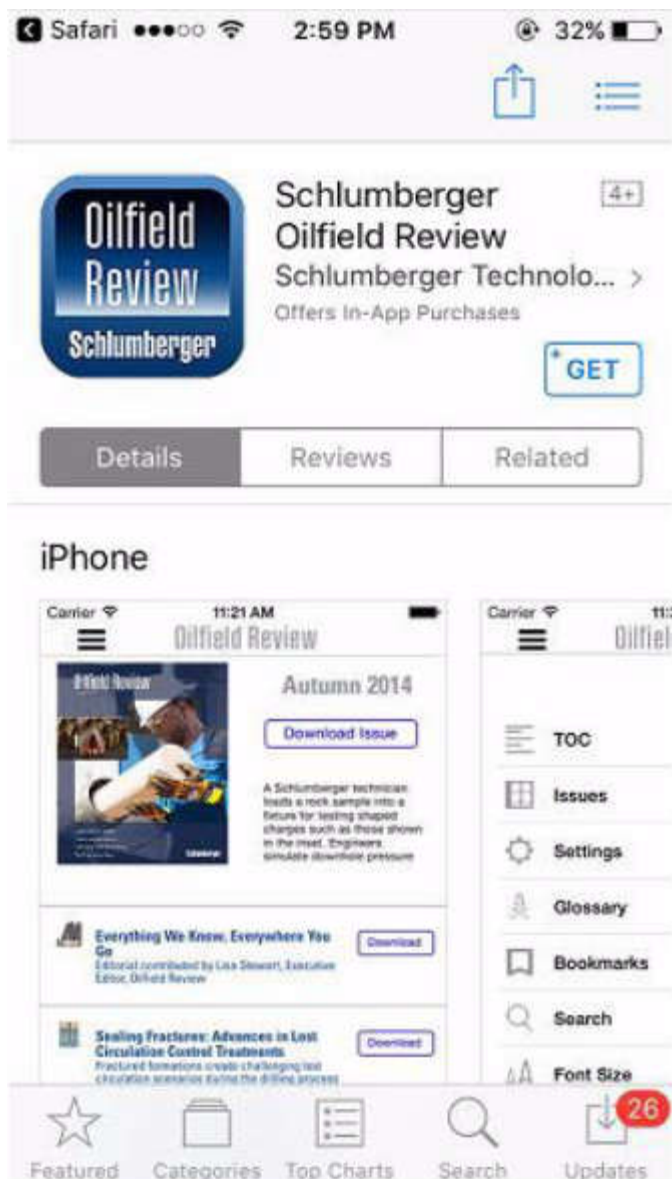 Safari 2:59 PM 32%
Oilfield
Review
Schlumberger
Schlumberger 4+
Oilfield Review
Schlumberger Technolo... >
Offers In-App Purchases
+ GET
Details Reviews Related
iPhone
Carrier 11:21 AM
Oilfield Review
Oilfield Review
Autumn 2014
Download Issue
A Schlumberger technician
loads a rock sample into a
fixture for testing shaped
charges such as those shown
in the inset. Engineers
simulate downhole pressure
Everything We Know, Everywhere You
Go
Editorial contributed by Lisa Stewart, Executive
Editor, Oilfield Review
Download
Sealing Fractures: Advances in Lost
Circulation Control Treatments
Fractured formations create challenging lost
circulation scenarios during the drilling process
Download
Carrier 11:2
Oilfiel
TOC
Issues
Settings
Glossary
Bookmarks
Search
Font Size
26
Featured Categories Top Charts Search Updates